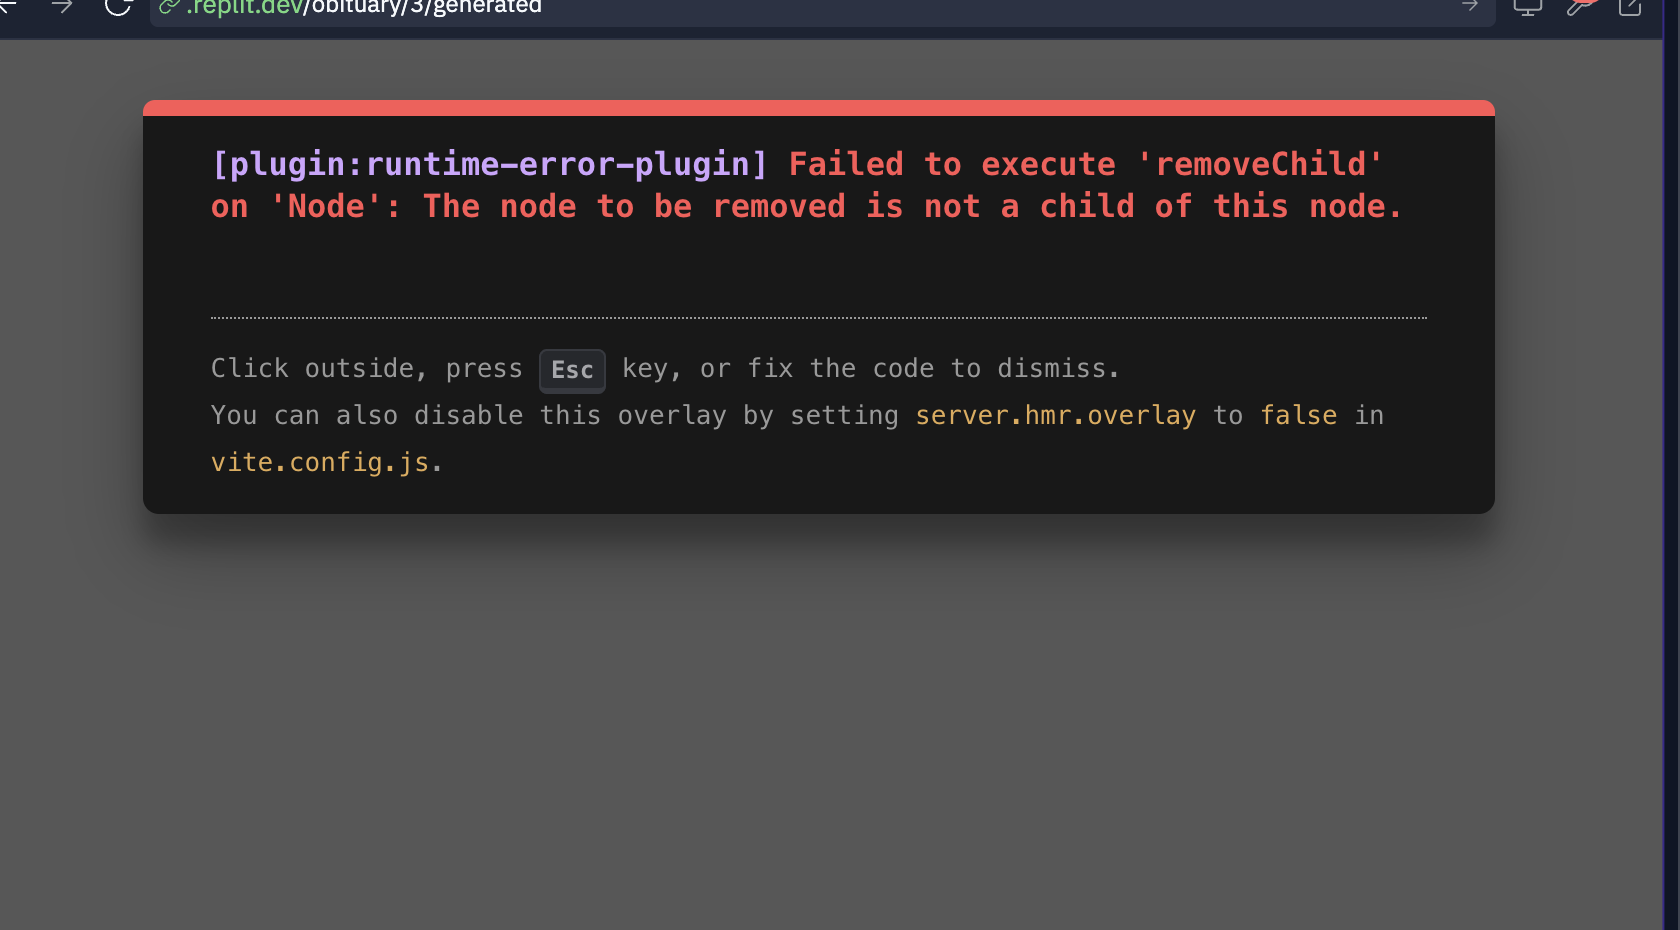 .replit.dev/obituary/3/generated
[plugin:runtime-error-plugin] Failed to execute 'removeChild'
on 'Node': The node to be removed is not a child of this node.
Click outside, press Esc key, or fix the code to dismiss.
You can also disable this overlay by setting server.hmr.overlay to false in
vite.config.js.